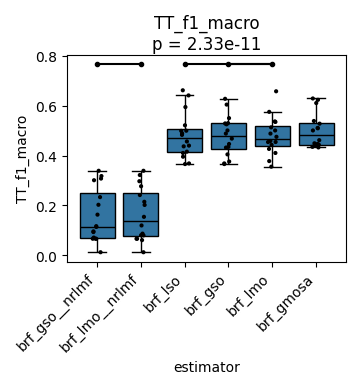 TT_f1_macro
p = 2.33e-11
TT_f1_macro
0.8
0.6
0.4
0.2
0.0
brf_gso__nrlmf
brf_lmo__nrlmf
brf_lso
brf_gso
brf_lmo
brf_gmosa
estimator